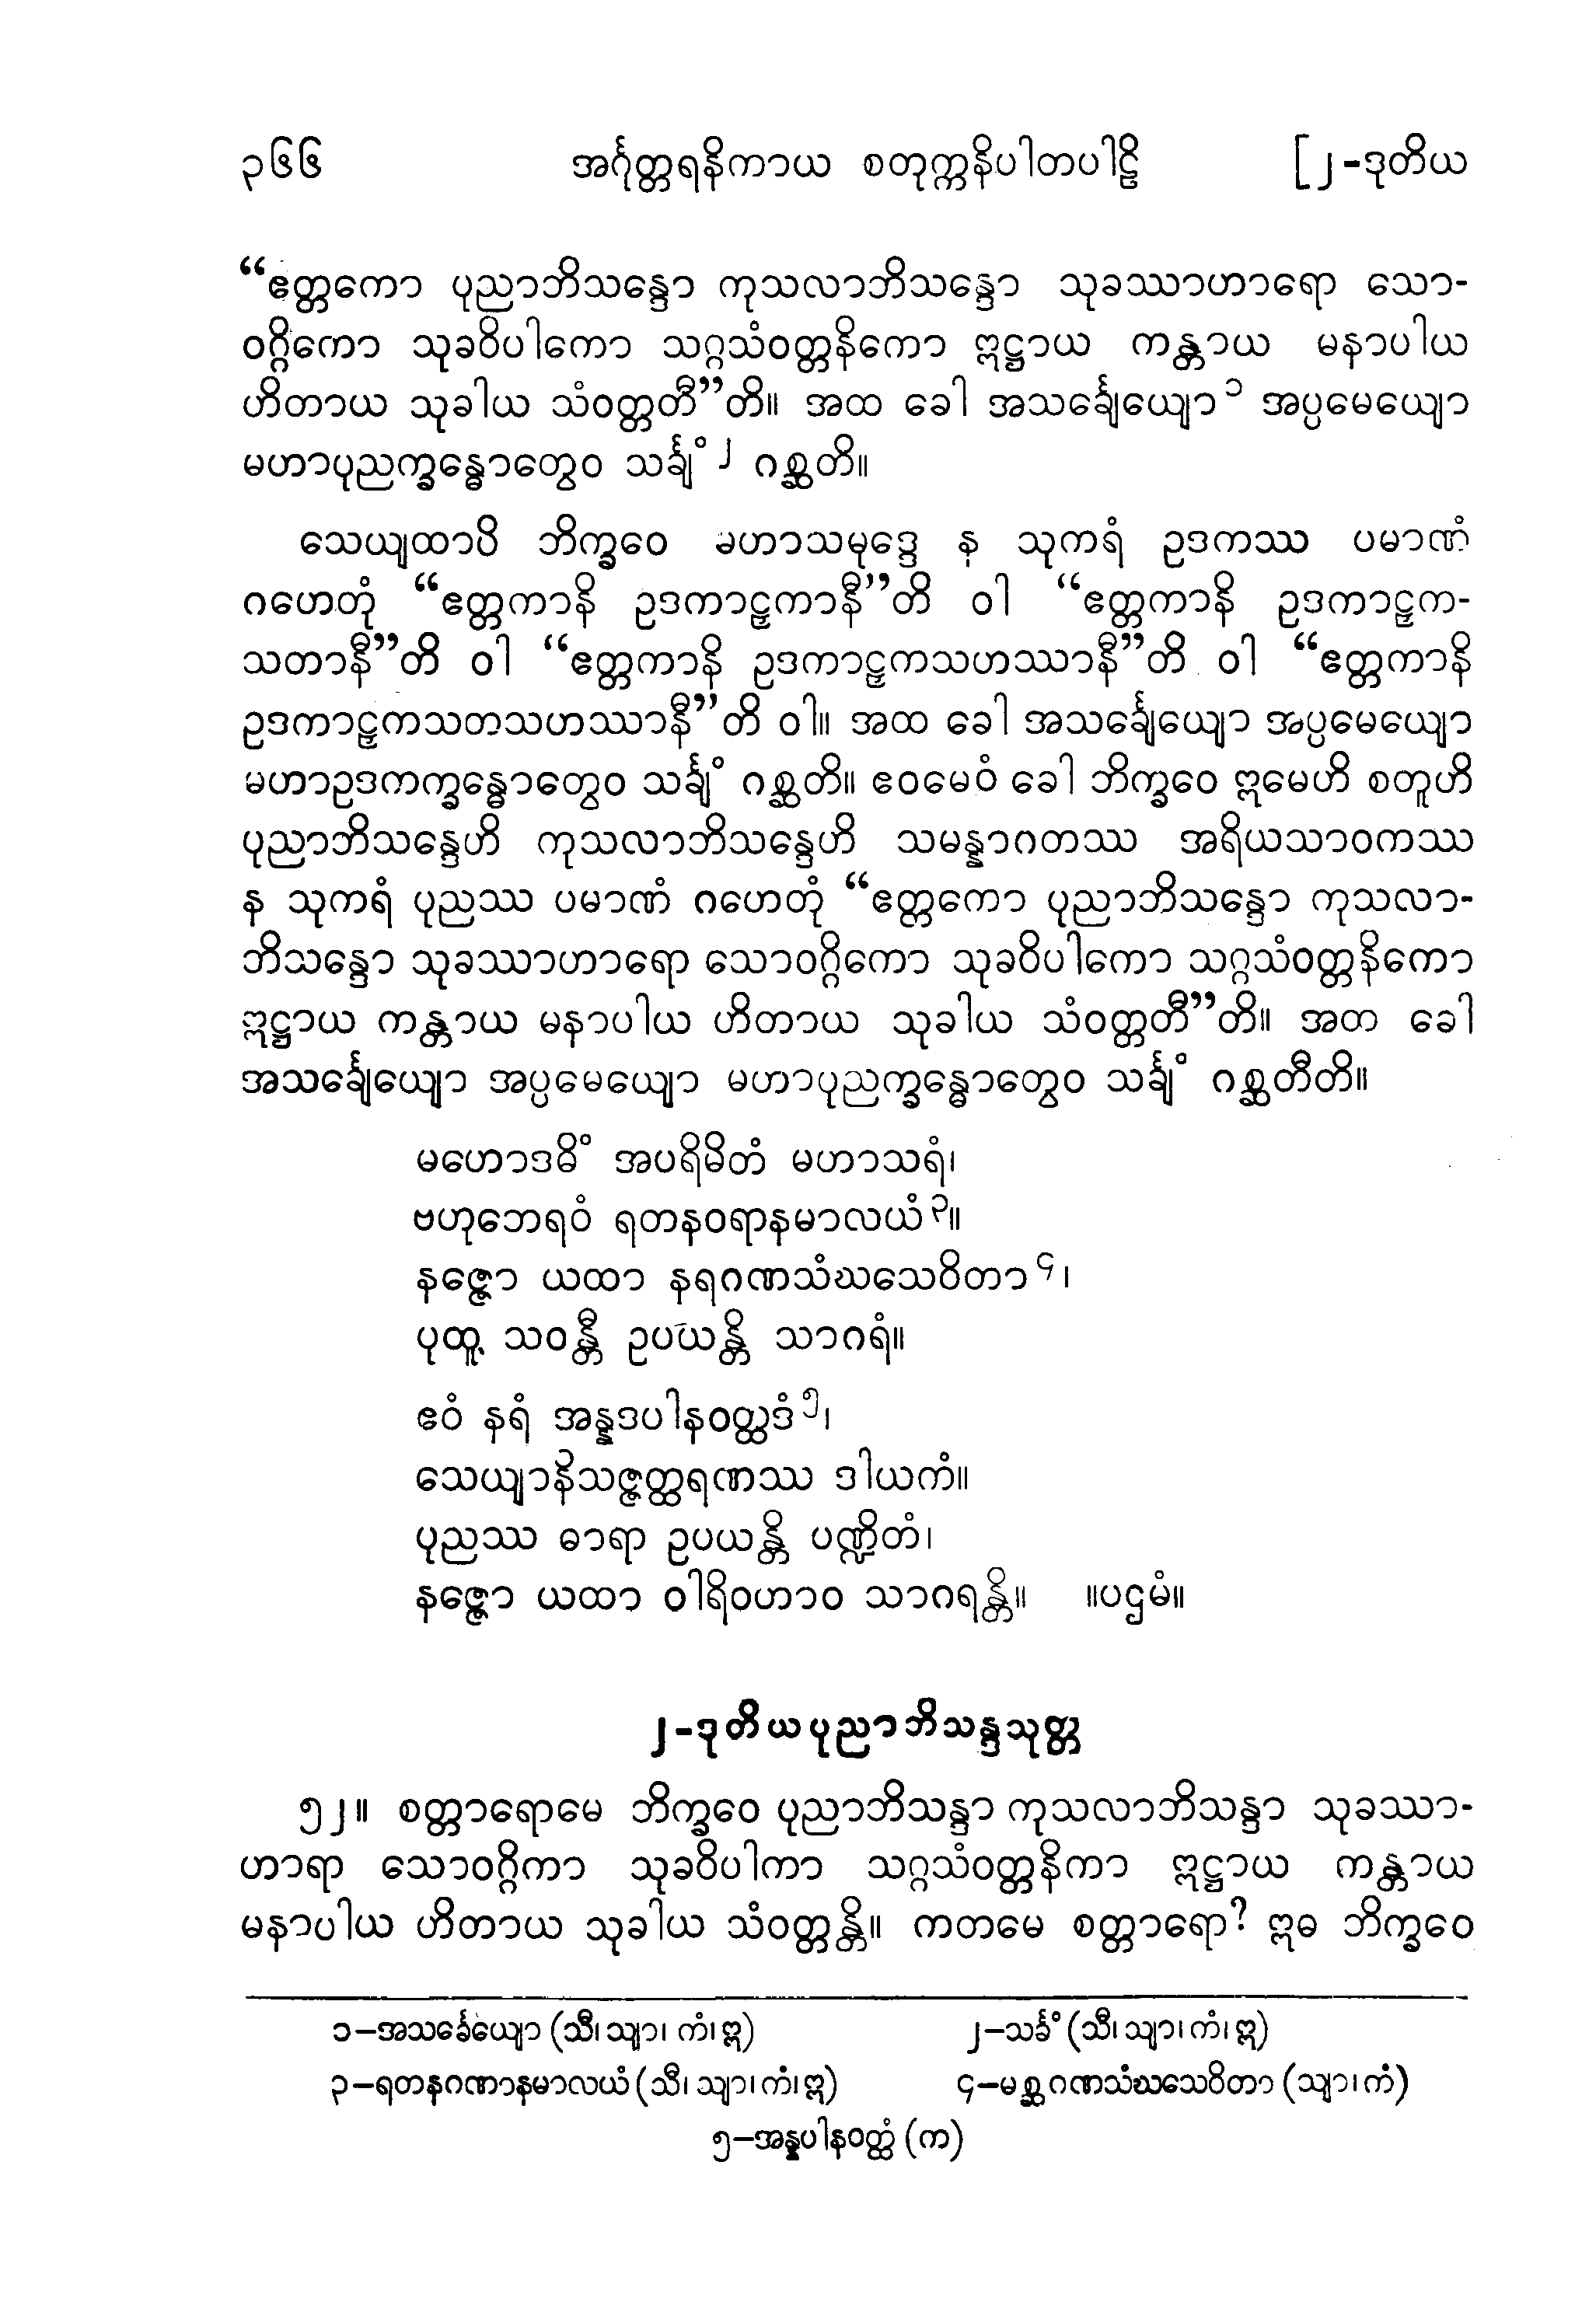 ၃၆၆ အင်္ဂုတ္တရနိကာယ စတုက္ကနိပါတပါဠိ [၂-ဒုတိယ
“ဧတ္တကော ပုညာဘိသန္ဒော ကုသလာဘိသန္ဒော သုခဿာဟာရော သော-
ဝဂ္ဂိကော သုခဝိပါကော သဂ္ဂသံဝတ္တနိကော ဣဋ္ဌာယ ကန္တာယ မနာပါယ
ဟိတာယ သုခါယ သံဝတ္တတီ”တိ။ အထ ခေါ အသင်္ချေယျော၁ အပ္ပမေယျော
မဟာပုညက္ခန္ဓောတွေဝ သင်္ချံ၂ ဂစ္ဆတိ။
သေယျထာပိ ဘိက္ခဝေ မဟာသမုဒ္ဒေ န သုကရံ ဥဒကဿ ပမာဏံ
ဂဟေတုံ “ဧတ္တကာနိ ဥဒကာဠှကာနီ”တိ ဝါ “ဧတ္တကာနိ ဥဒကာဠှက-
သတာနီ”တိ ဝါ “ဧတ္တကာနိ ဥဒကာဠှကသဟဿာနီ”တိ ဝါ “ဧတ္တကာနိ
ဥဒကာဠှကသတသဟဿာနီ”တိ ဝါ။ အထ ခေါ အသင်္ချေယျော အပ္ပမေယျော
မဟာဥဒကက္ခန္ဓောတွေဝ သင်္ချံ ဂစ္ဆတိ။ ဧဝမေဝံ ခေါ ဘိက္ခဝေ ဣမေဟိ စတူဟိ
ပုညာဘိသန္ဒေဟိ ကုသလာဘိသန္ဒေဟိ သမန္နာဂတဿ အရိယသာဝကဿ
န သုကရံ ပုညဿ ပမာဏံ ဂဟေတုံ “ဧတ္တကော ပုညာဘိသန္ဒော ကုသလာ-
ဘိသန္ဒော သုခဿာဟာရော သောဝဂ္ဂိကော သုခဝိပါကော သဂ္ဂသံဝတ္တနိကော
ဣဋ္ဌာယ ကန္တာယ မနာပါယ ဟိတာယ သုခါယ သံဝတ္တတီ”တိ။ အထ ခေါ
အသင်္ချေယျော အပ္ပမေယျော မဟာပုညက္ခန္ဓောတွေဝ သင်္ချံ ဂစ္ဆတီတိ။
မဟောဒဓိံ အပရိမိတံ မဟာသရံ၊
ဗဟုဘေရဝံ ရတနဝရာနမာလယံ၃။
နဇ္ဇော ယထာ နရဂဏသံဃသေဝိတာ၄၊
ပုထူ သဝန္တီ ဥပယန္တိ သာဂရံ။
ဧဝံ နရံ အန္နဒပါနဝတ္ထဒံ၅၊
သေယျာနိသဇ္ဇတ္ထရဏဿ ဒါယကံ။
ပုညဿ ဓာရာ ဥပယန္တိ ပဏ္ဍိတံ၊
နဇ္ဇော ယထာ ဝါရိဝဟာဝ သာဂရန္တိ။ ။ပဌမံ။
၂-ဒုတိယပုညာဘိသန္ဒသုတ္တ
၅၂။ စတ္တာရောမေ ဘိက္ခဝေ ပုညာဘိသန္ဒာ ကုသလာဘိသန္ဒာ သုခဿာ-
ဟာရာ သောဝဂ္ဂိကာ သုခဝိပါကာ သဂ္ဂသံဝတ္တနိကာ ဣဋ္ဌာယ ကန္တာယ
မနာပါယ ဟိတာယ သုခါယ သံဝတ္တန္တိ။ ကတမေ စတ္တာရော? ဣဓ ဘိက္ခဝေ
၁–အသင်္ခေယျော (သီ၊ သျာ၊ ကံ၊ ဣ) ၂–သင်္ခံ (သီ၊ သျာ၊ ကံ၊ ဣ)
၃–ရတနဂဏာနမာလယံ (သီ၊ သျာ၊ ကံ၊ ဣ) ၄–မစ္ဆဂဏသံဃသေဝိတာ (သျာ၊ ကံ)
၅–အန္နပါနဝတ္ထံ (က)